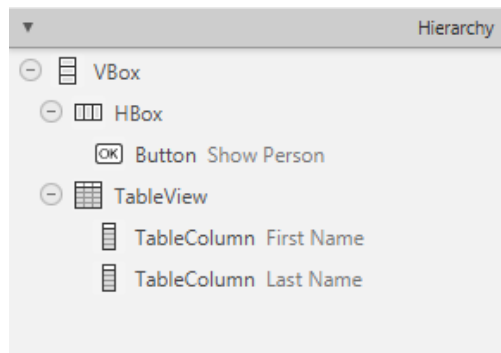 Hierarchy
VBox
HBox
OK Button Show Person
TableView
TableColumn First Name
TableColumn Last Name